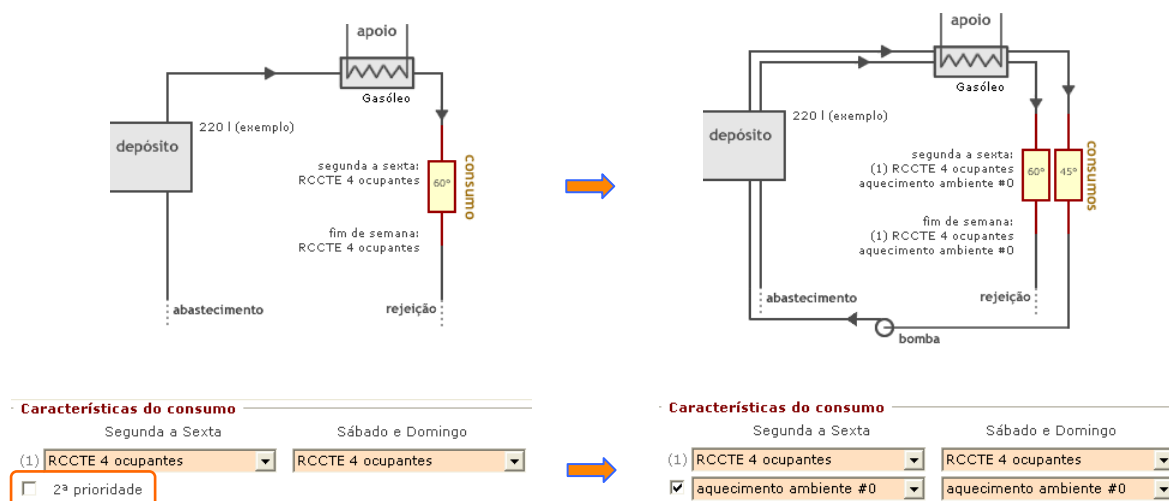 apoio
Gasóleo
220 l (exemplo)
depósito
segunda a sexta:
RCCTE 4 ocupantes
60°
consumo
fim de semana:
RCCTE 4 ocupantes
abastecimento
rejeição
apoio
Gasóleo
220 l (exemplo)
depósito
segunda a sexta:
(1) RCCTE 4 ocupantes
aquecimento ambiente #0
60°
45°
consumos
fim de semana:
(1) RCCTE 4 ocupantes
aquecimento ambiente #0
abastecimento
rejeição
bomba
Características do consumo
Segunda a Sexta
Sábado e Domingo
(1) RCCTE 4 ocupantes
RCCTE 4 ocupantes
2ª prioridade
Características do consumo
Segunda a Sexta
Sábado e Domingo
(1) RCCTE 4 ocupantes
RCCTE 4 ocupantes
aquecimento ambiente #0
aquecimento ambiente #0